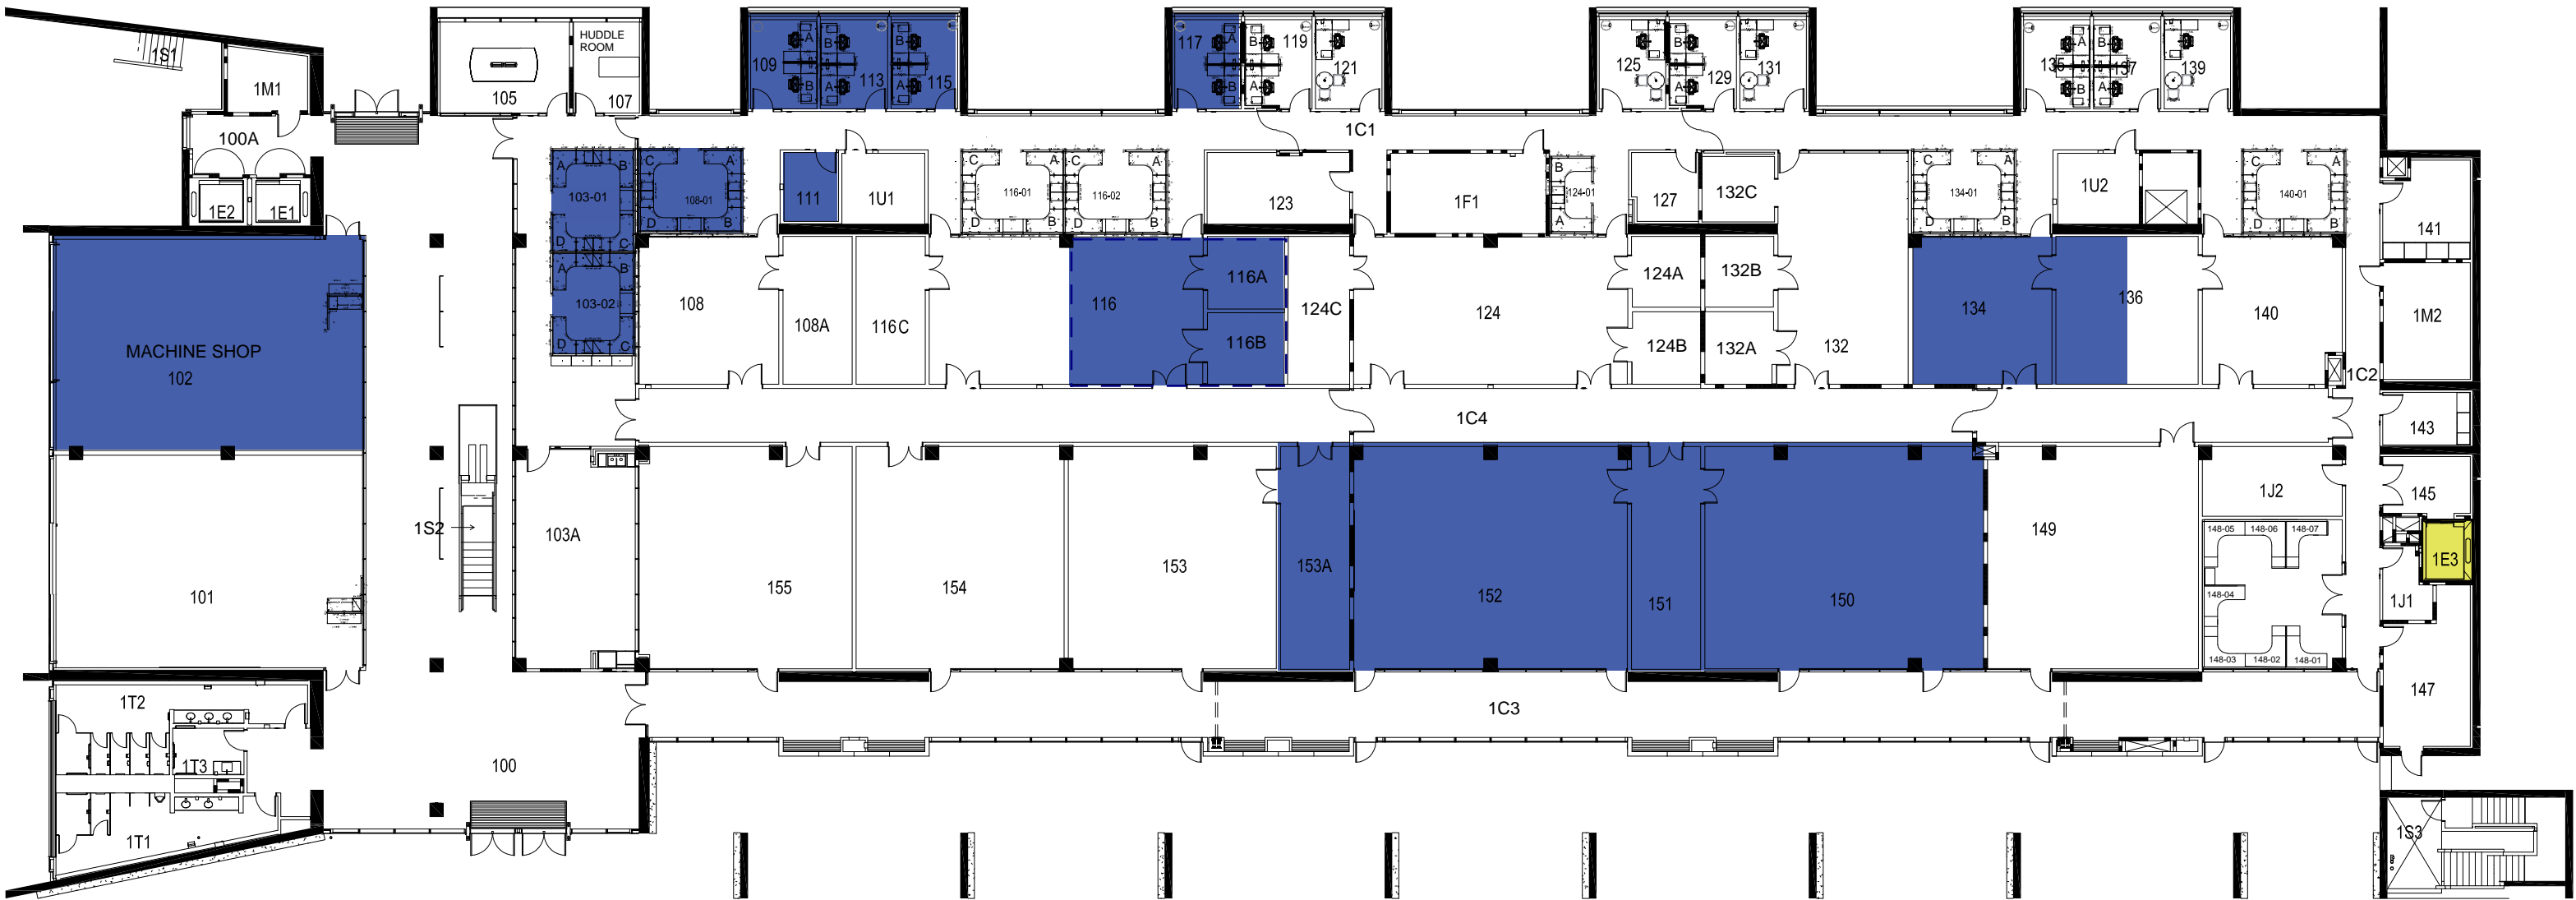 1S1
1M1
100A
1E2
1E1
105
HUDDLE
ROOM
107
109
A
B
B
A
113
A
115
117
A
B
B
A
119
121
125
B
A
129
131
135
A
B
B
A
137
139
1C1
A
B
103-01
D
C
A
B
103-02
D
C
C
A
108-01
D
B
111
1U1
C
A
116-01
D
B
C
A
116-02
D
B
123
1F1
B
124-01
A
127
132C
C
A
134-01
D
B
1U2
C
A
140-01
D
B
141
MACHINE SHOP
102
108
108A
116C
116
116A
116B
124C
124
124A
124B
132B
132A
132
134
136
140
1M2
1C2
1C4
143
101
1S2
103A
155
154
153
153A
152
151
150
149
1J2
148-05
148-06
148-07
148-04
148-03
148-02
148-01
145
1E3
1J1
147
1T2
1T3
1T1
100
1C3
1S3